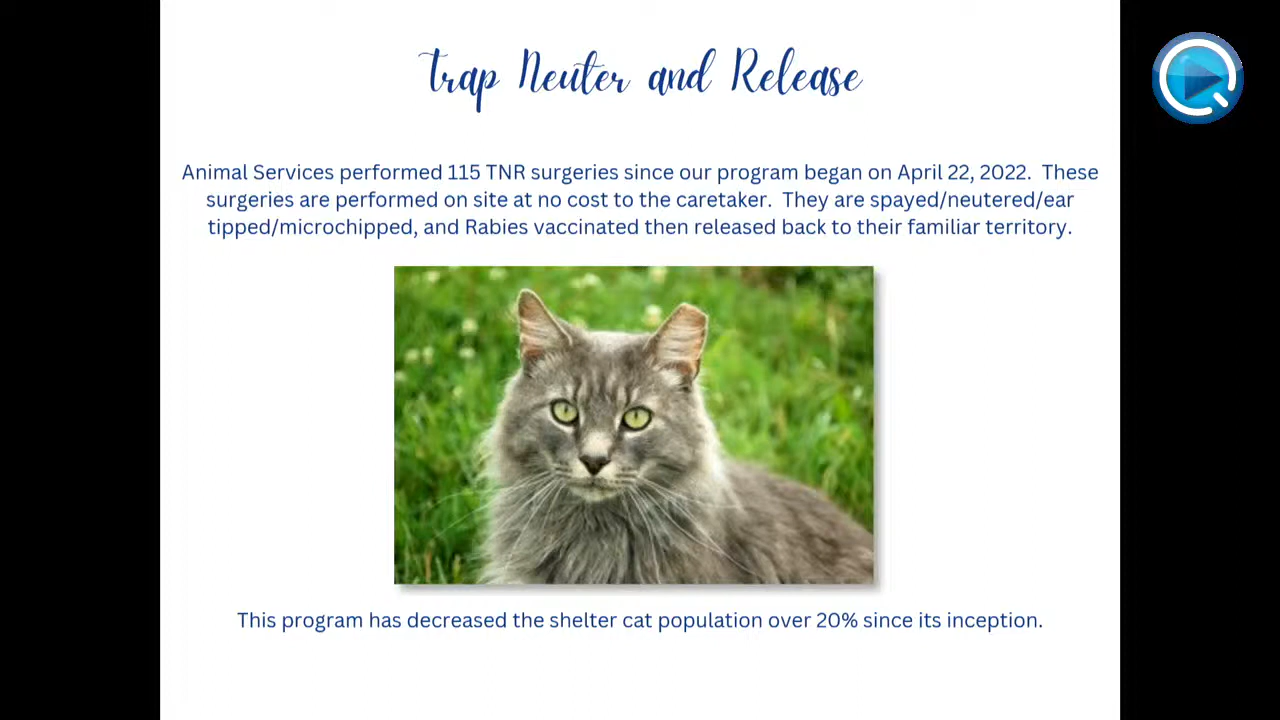 Trap Neuter and Release
Animal Services performed 115 TNR surgeries since our program began on April 22, 2022.  These
surgeries are performed on site at no cost to the caretaker.  They are spayed/neutered/ear
tipped/microchipped, and Rabies vaccinated then released back to their familiar territory.
This program has decreased the shelter cat population over 20% since its inception.